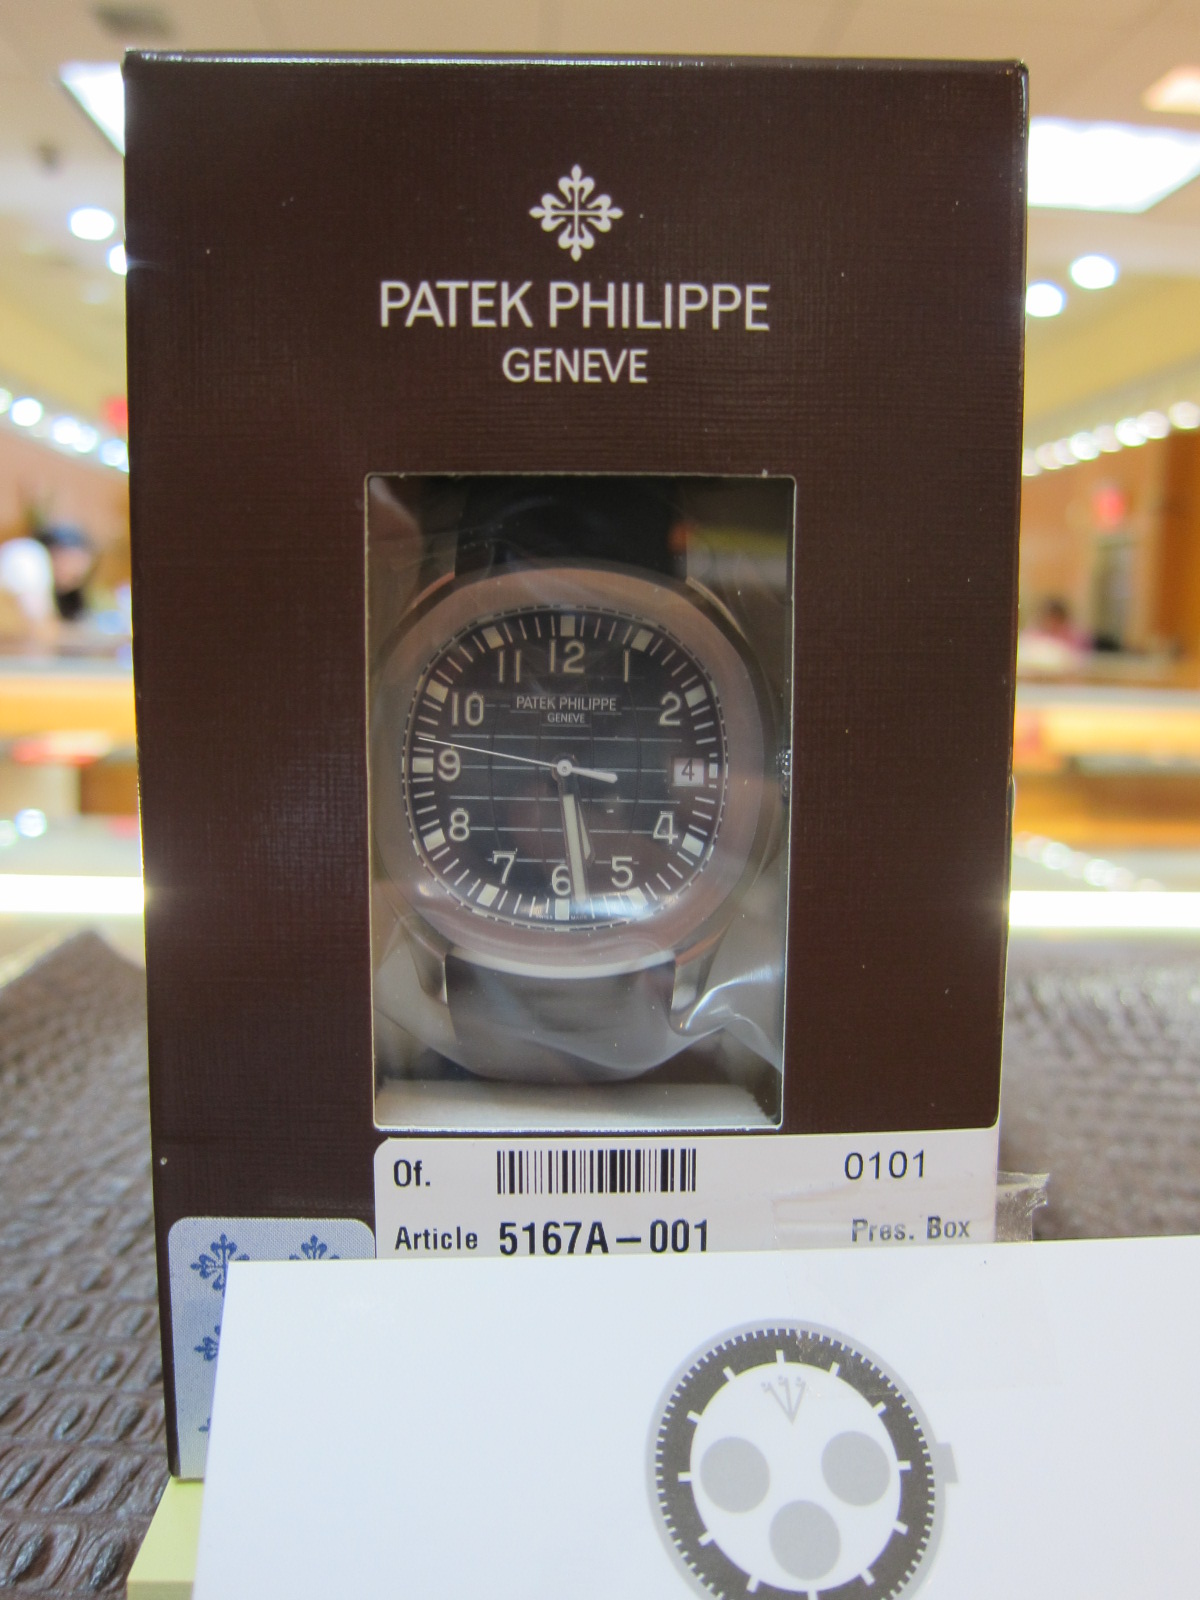 PATEK PHILIPPE
GENEVE
11 12 1
10 PATEK PHILIPPE 2
GENEVE
9 4
8 4
7 6 5
Of. 0101
Article 5167A-001 Pres. Box